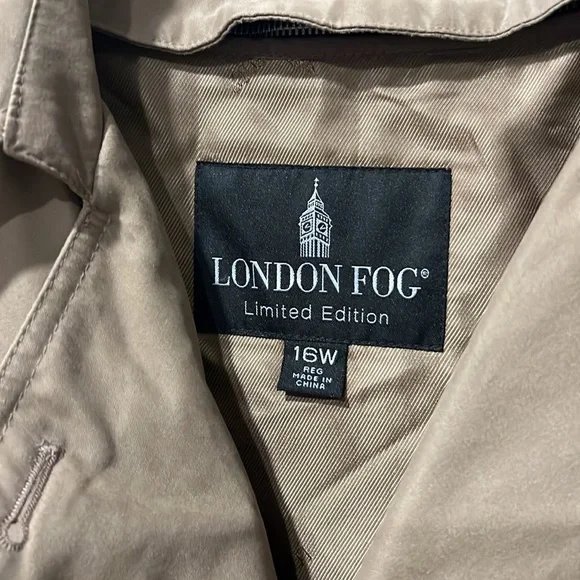 LONDON FOG®
Limited Edition
16W
REG
MADE IN
CHINA